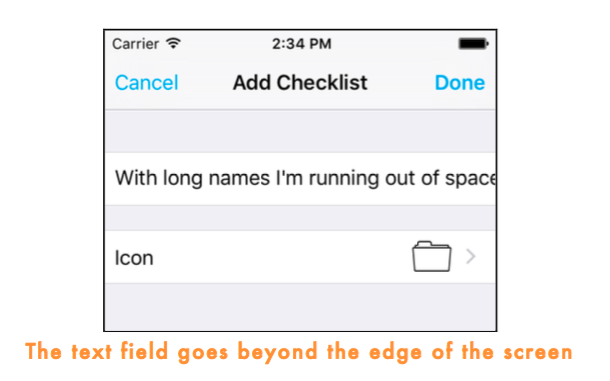 Carrier 2:34 PM
Cancel Add Checklist Done
With long names I'm running out of space
Icon
The text field goes beyond the edge of the screen